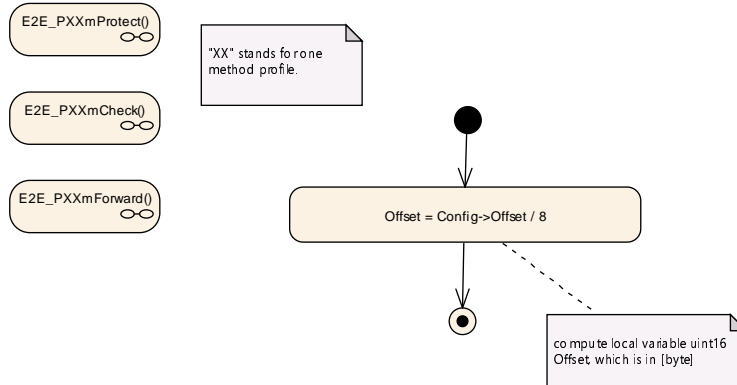 E2E_PXXmProtect()
"XX" stands for one
method profile.
E2E_PXXmCheck()
E2E_PXXmForward()
Offset = Config->Offset / 8
compute local variable uint16
Offset, which is in [byte]